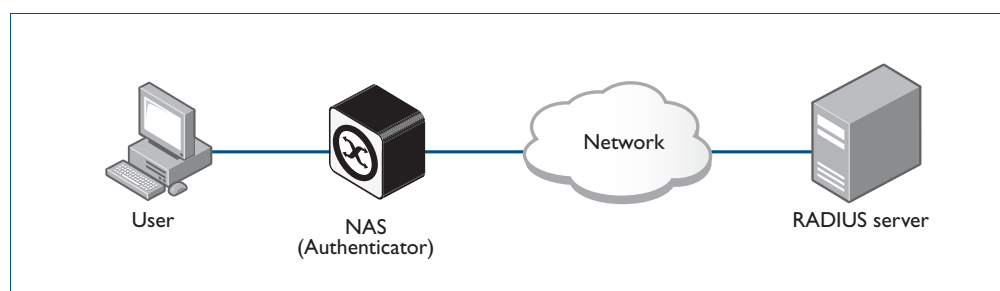 User
NAS
(Authenticator)
Network
RADIUS server